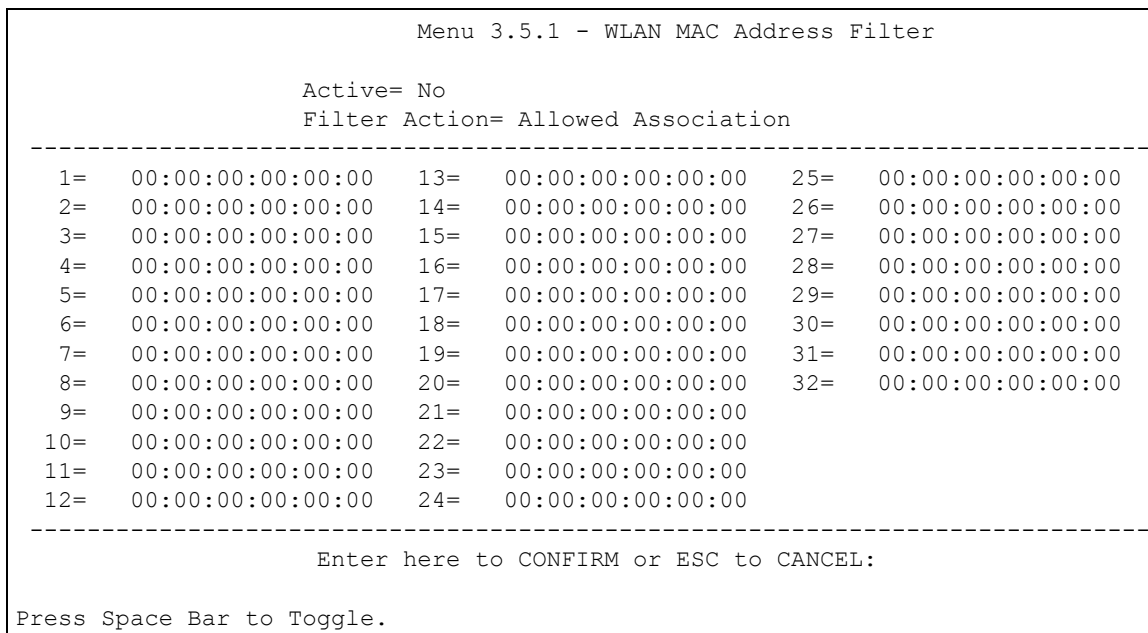 Menu 3.5.1 - WLAN MAC Address Filter
Active= No
Filter Action= Allowed Association
------------------------------------------------------------------------------
1= 00:00:00:00:00:00 13= 00:00:00:00:00:00 25= 00:00:00:00:00:00
2= 00:00:00:00:00:00 14= 00:00:00:00:00:00 26= 00:00:00:00:00:00
3= 00:00:00:00:00:00 15= 00:00:00:00:00:00 27= 00:00:00:00:00:00
4= 00:00:00:00:00:00 16= 00:00:00:00:00:00 28= 00:00:00:00:00:00
5= 00:00:00:00:00:00 17= 00:00:00:00:00:00 29= 00:00:00:00:00:00
6= 00:00:00:00:00:00 18= 00:00:00:00:00:00 30= 00:00:00:00:00:00
7= 00:00:00:00:00:00 19= 00:00:00:00:00:00 31= 00:00:00:00:00:00
8= 00:00:00:00:00:00 20= 00:00:00:00:00:00 32= 00:00:00:00:00:00
9= 00:00:00:00:00:00 21= 00:00:00:00:00:00
10= 00:00:00:00:00:00 22= 00:00:00:00:00:00
11= 00:00:00:00:00:00 23= 00:00:00:00:00:00
12= 00:00:00:00:00:00 24= 00:00:00:00:00:00
------------------------------------------------------------------------------
Enter here to CONFIRM or ESC to CANCEL:
Press Space Bar to Toggle.